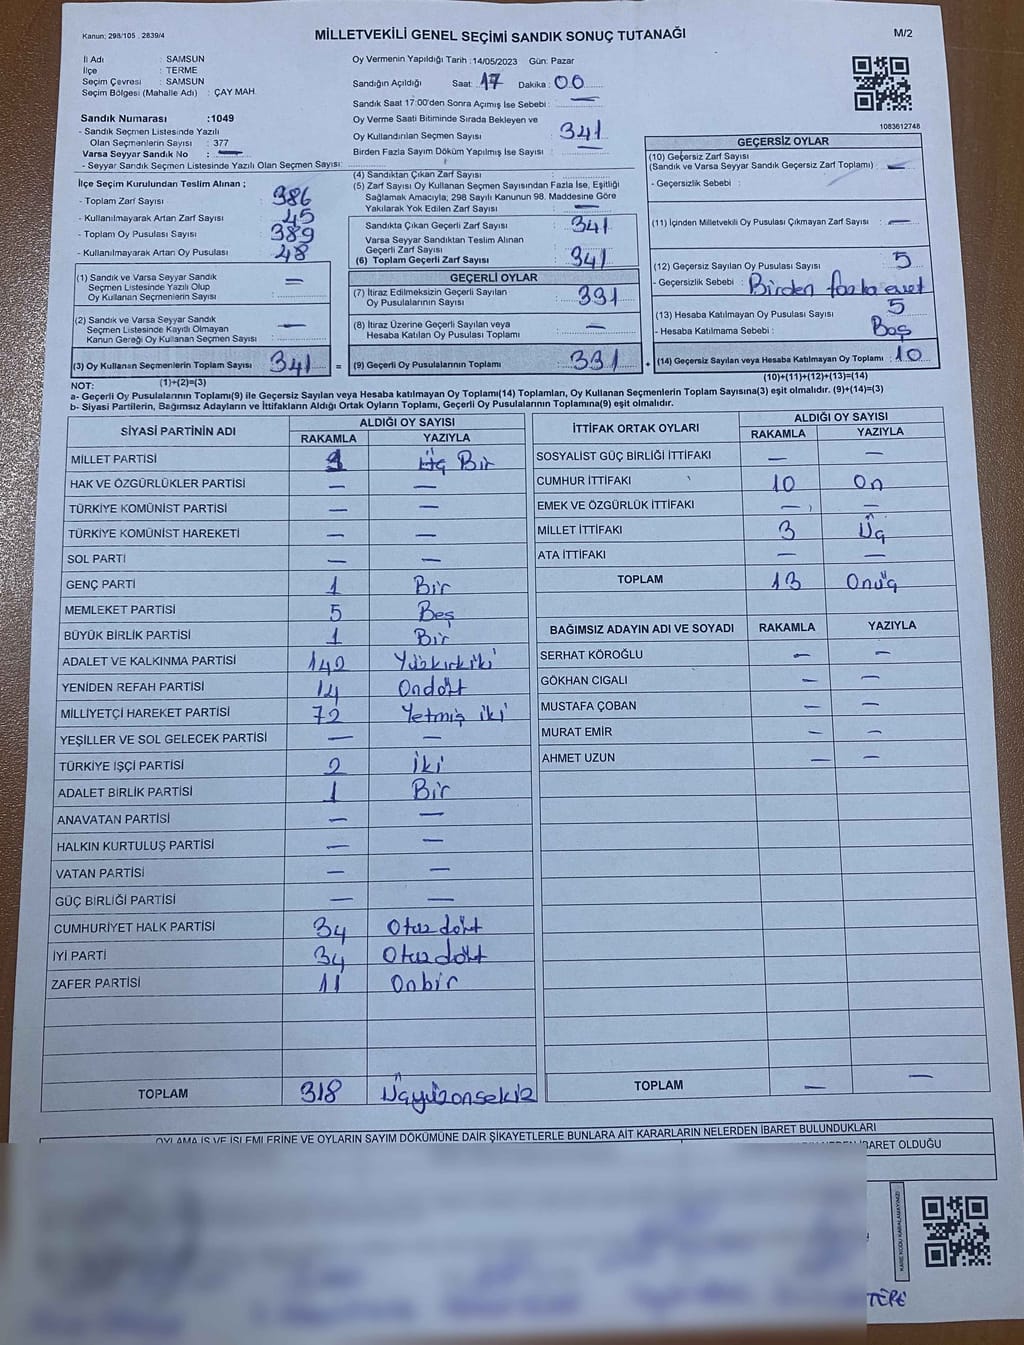 Kanun: 298/105 . 2839/4
MİLLETVEKİLİ GENEL SEÇİMİ SANDIK SONUÇ TUTANAĞI
M/2
İl Adı : SAMSUN
İlçe : TERME
Seçim Çevresi : SAMSUN
Seçim Bölgesi (Mahalle Adı) : ÇAY MAH.
Sandık Numarası :1049
- Sandık Seçmen Listesinde Yazılı
Olan Seçmenlerin Sayısı : 377
Varsa Seyyar Sandık No : —
- Seyyar Sandık Seçmen Listesinde Yazılı Olan Seçmen Sayısı:
İlçe Seçim Kurulundan Teslim Alınan ;
- Toplam Zarf Sayısı 386
- Kullanılmayarak Artan Zarf Sayısı 45
- Toplam Oy Pusulası Sayısı 389
- Kullanılmayarak Artan Oy Pusulası 48
(1) Sandık ve Varsa Seyyar Sandık
Seçmen Listesinde Yazılı Olup
Oy Kullanan Seçmenlerin Sayısı :
(2) Sandık ve Varsa Seyyar Sandık
Seçmen Listesinde Kayıtlı Olmayan
Kanun Gereği Oy Kullanan Seçmen Sayısı : —
(3) Oy Kullanan Seçmenlerin Toplam Sayısı 341 =
(1)+(2)=(3)
Oy Vermenin Yapıldığı Tarih :14/05/2023 Gün: Pazar
Sandığın Açıldığı Saat: 17 Dakika : 00
Sandık Saat 17:00'den Sonra Açımış İse Sebebi : —
Oy Verme Saati Bitiminde Sırada Bekleyen ve
Oy Kullandırılan Seçmen Sayısı : 341
Birden Fazla Sayım Döküm Yapılmış İse Sayısı : —
(4) Sandıktan Çıkan Zarf Sayısı :
(5) Zarf Sayısı Oy Kullanan Seçmen Sayısından Fazla İse, Eşitliği
Sağlamak Amacıyla; 298 Sayılı Kanunun 98. Maddesine Göre
Yakılarak Yok Edilen Zarf Sayısı : —
Sandıkta Çıkan Geçerli Zarf Sayısı : 341
Varsa Seyyar Sandıktan Teslim Alınan
Geçerli Zarf Sayısı :
(6) Toplam Geçerli Zarf Sayısı : 341
GEÇERLİ OYLAR
(7) İtiraz Edilmeksizin Geçerli Sayılan
Oy Pusulalarının Sayısı : 331
(8) İtiraz Üzerine Geçerli Sayılan veya
Hesaba Katılan Oy Pusulası Toplamı : —
(9) Geçerli Oy Pusulalarının Toplamı : 331 +
1083612748
GEÇERSİZ OYLAR
(10) Geçersiz Zarf Sayısı
(Sandık ve Varsa Seyyar Sandık Geçersiz Zarf Toplamı) : —
- Geçersizlik Sebebi :
(11) İçinden Milletvekili Oy Pusulası Çıkmayan Zarf Sayısı : —
(12) Geçersiz Sayılan Oy Pusulası Sayısı : 5
- Geçersizlik Sebebi : Birden fazla evet
(13) Hesaba Katılmayan Oy Pusulası Sayısı : 5
- Hesaba Katılmama Sebebi : Boş
(14) Geçersiz Sayılan veya Hesaba Katılmayan Oy Toplamı : 10
(10)+(11)+(12)+(13)=(14)
NOT:
a- Geçerli Oy Pusulalarının Toplamı(9) ile Geçersiz Sayılan veya Hesaba katılmayan Oy Toplamı(14) Toplamları, Oy Kullanan Seçmenlerin Toplam Sayısına(3) eşit olmalıdır. (9)+(14)=(3)
b- Siyasi Partilerin, Bağımsız Adayların ve İttifakların Aldığı Ortak Oyların Toplamı, Geçerli Oy Pusulalarının Toplamına(9) eşit olmalıdır.
SİYASİ PARTİNİN ADI ALDIĞI OY SAYISI
RAKAMLA YAZIYLA
MİLLET PARTİSİ 1 Üç Bir
HAK VE ÖZGÜRLÜKLER PARTİSİ — —
TÜRKİYE KOMÜNİST PARTİSİ — —
TÜRKİYE KOMÜNİST HAREKETİ — —
SOL PARTİ — —
GENÇ PARTİ 1 Bir
MEMLEKET PARTİSİ 5 Beş
BÜYÜK BİRLİK PARTİSİ 1 Bir
ADALET VE KALKINMA PARTİSİ 142 Yüzkırkiki
YENİDEN REFAH PARTİSİ 14 Ondört
MİLLİYETÇİ HAREKET PARTİSİ 72 Yetmiş iki
YEŞİLLER VE SOL GELECEK PARTİSİ — —
TÜRKİYE İŞÇİ PARTİSİ 2 İki
ADALET BİRLİK PARTİSİ 1 Bir
ANAVATAN PARTİSİ — —
HALKIN KURTULUŞ PARTİSİ — —
VATAN PARTİSİ — —
GÜÇ BİRLİĞİ PARTİSİ — —
CUMHURİYET HALK PARTİSİ 34 Otuz dört
İYİ PARTİ 34 Otuz dört
ZAFER PARTİSİ 11 Onbir
TOPLAM 318 Üçyüzonsekiz
İTTİFAK ORTAK OYLARI ALDIĞI OY SAYISI
RAKAMLA YAZIYLA
SOSYALİST GÜÇ BİRLİĞİ İTTİFAKI — —
CUMHUR İTTİFAKI 10 On
EMEK VE ÖZGÜRLÜK İTTİFAKI — —
MİLLET İTTİFAKI 3 Üç
ATA İTTİFAKI — —
TOPLAM 13 Onüç
BAĞIMSIZ ADAYIN ADI VE SOYADI RAKAMLA YAZIYLA
SERHAT KÖROĞLU — —
GÖKHAN CIGALI — —
MUSTAFA ÇOBAN — —
MURAT EMİR — —
AHMET UZUN — —
TOPLAM — —
OYLAMA İŞ VE İŞLEMLERİNE VE OYLARIN SAYIM DÖKÜMÜNE DAİR ŞİKAYETLERLE BUNLARA AİT KARARLARIN NELERDEN İBARET BULUNDUKLARI
İBARET OLDUĞU
KARE KODU KARALAMAYINIZ!
TEPE